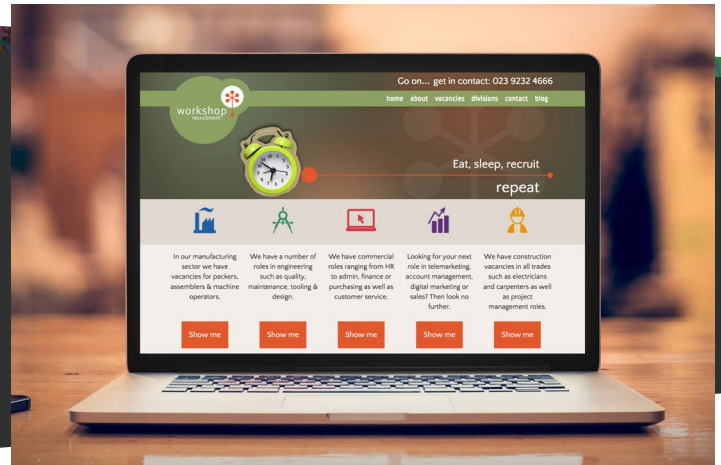 Go on... get in contact: 023 9232 4666
home about vacancies divisions contact blog
workshop
recruitment
Eat, sleep, recruit
repeat
In our manufacturing
sector we have
vacancies for packers,
assemblers & machine
operators.
We have a number of
roles in engineering
such as quality,
maintenance, tooling &
design.
We have commercial
roles ranging from HR
to admin, finance or
purchasing as well as
customer service.
Looking for your next
role in telemarketing,
account management,
digital marketing or
sales? Then look no
further.
We have construction
vacancies in all trades
such as electricians
and carpenters as well
as project
management roles.
Show me
Show me
Show me
Show me
Show me